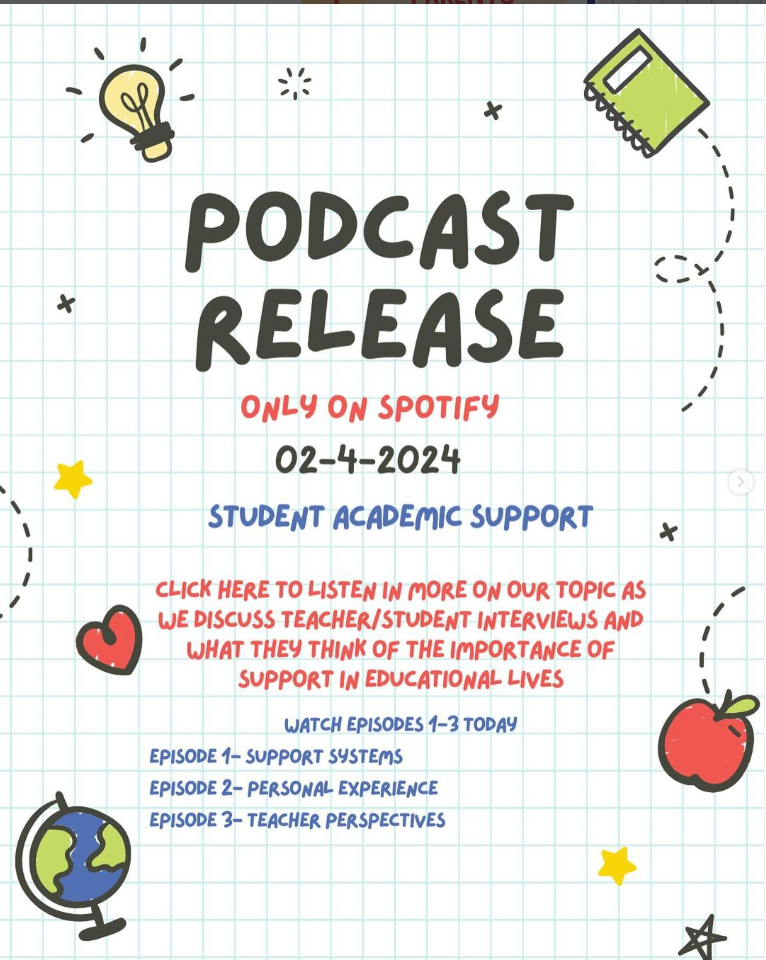 PARENTS
PODCAST
RELEASE
ONLY ON SPOTIFY
02-4-2024
STUDENT ACADEMIC SUPPORT
CLICK HERE TO LISTEN IN MORE ON OUR TOPIC AS
WE DISCUSS TEACHER/STUDENT INTERVIEWS AND
WHAT THEY THINK OF THE IMPORTANCE OF
SUPPORT IN EDUCATIONAL LIVES
WATCH EPISODES 1-3 TODAY
EPISODE 1- SUPPORT SYSTEMS
EPISODE 2- PERSONAL EXPERIENCE
EPISODE 3- TEACHER PERSPECTIVES